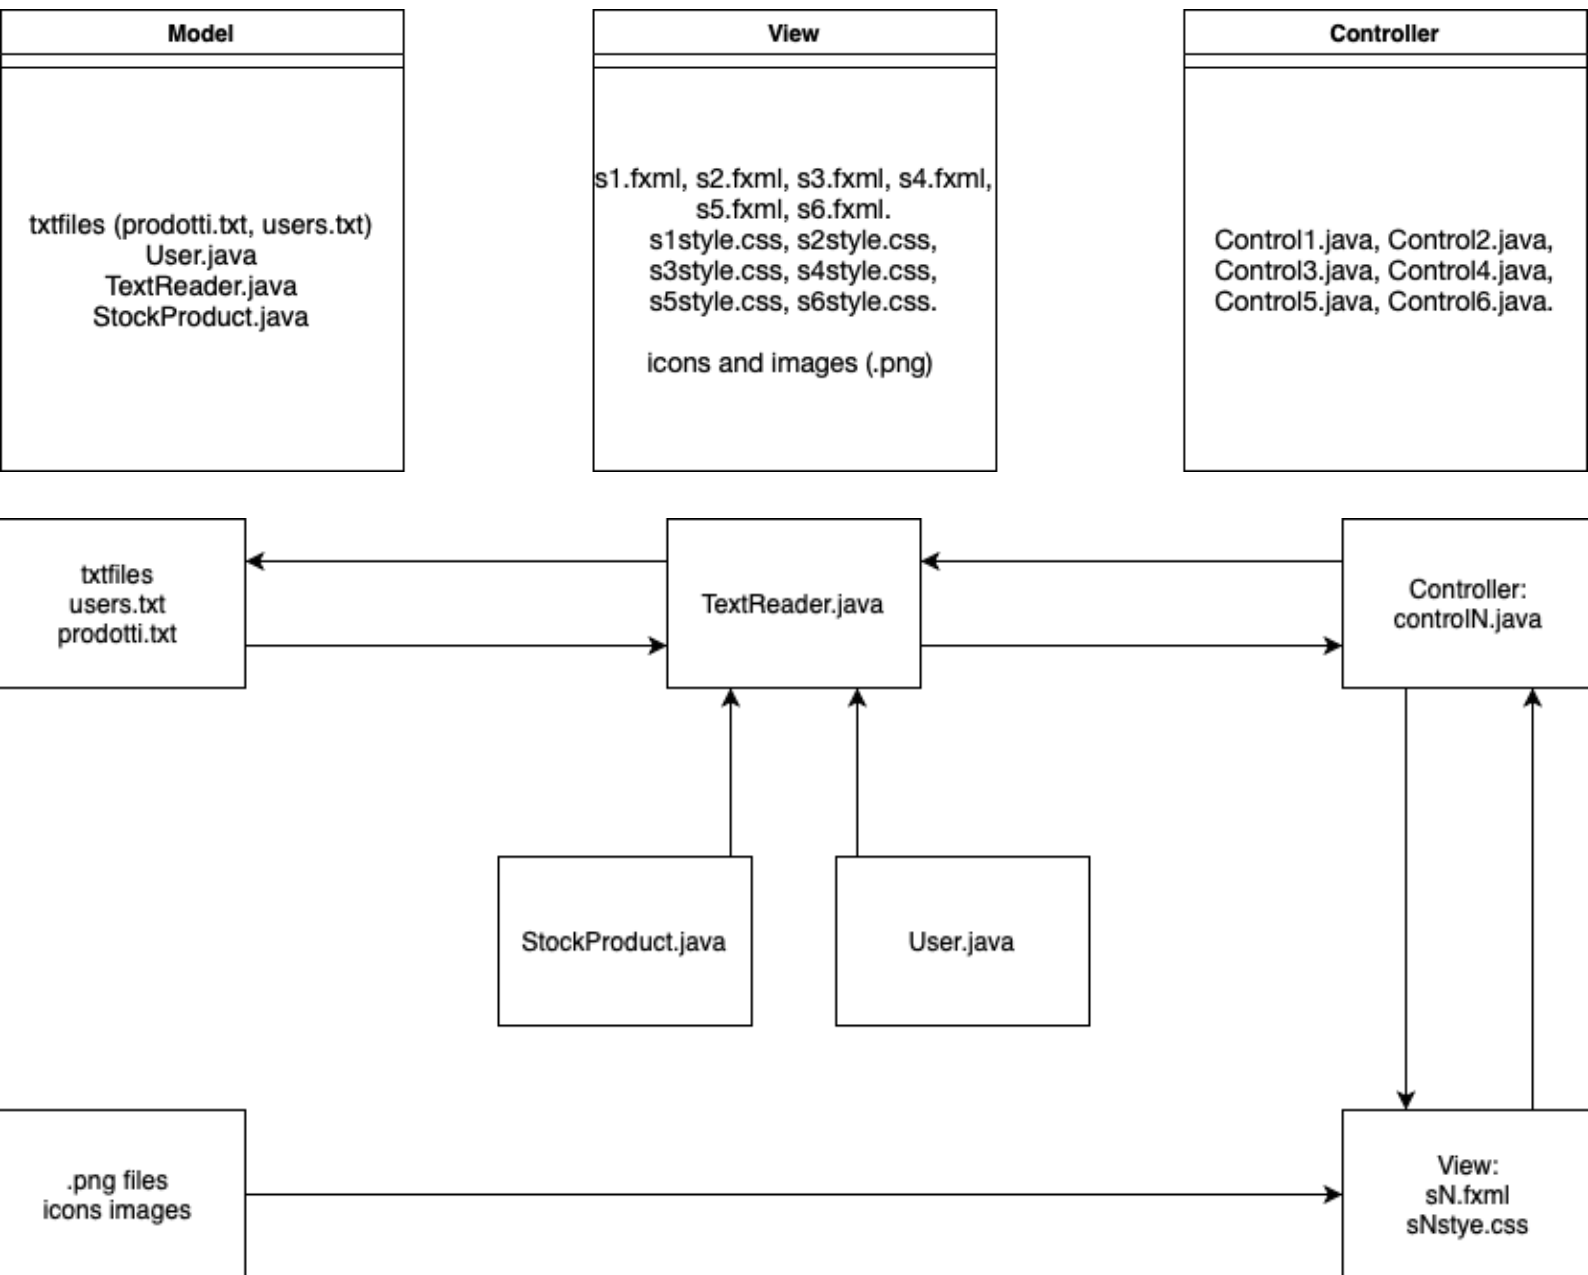 Model
txtfiles (prodotti.txt, users.txt)
User.java
TextReader.java
StockProduct.java
View
s1.fxml, s2.fxml, s3.fxml, s4.fxml,
s5.fxml, s6.fxml.
s1style.css, s2style.css,
s3style.css, s4style.css,
s5style.css, s6style.css.
icons and images (.png)
Controller
Control1.java, Control2.java,
Control3.java, Control4.java,
Control5.java, Control6.java.
txtfiles
users.txt
prodotti.txt
TextReader.java
Controller:
controlN.java
StockProduct.java
User.java
.png files
icons images
View:
sN.fxml
sNstye.css